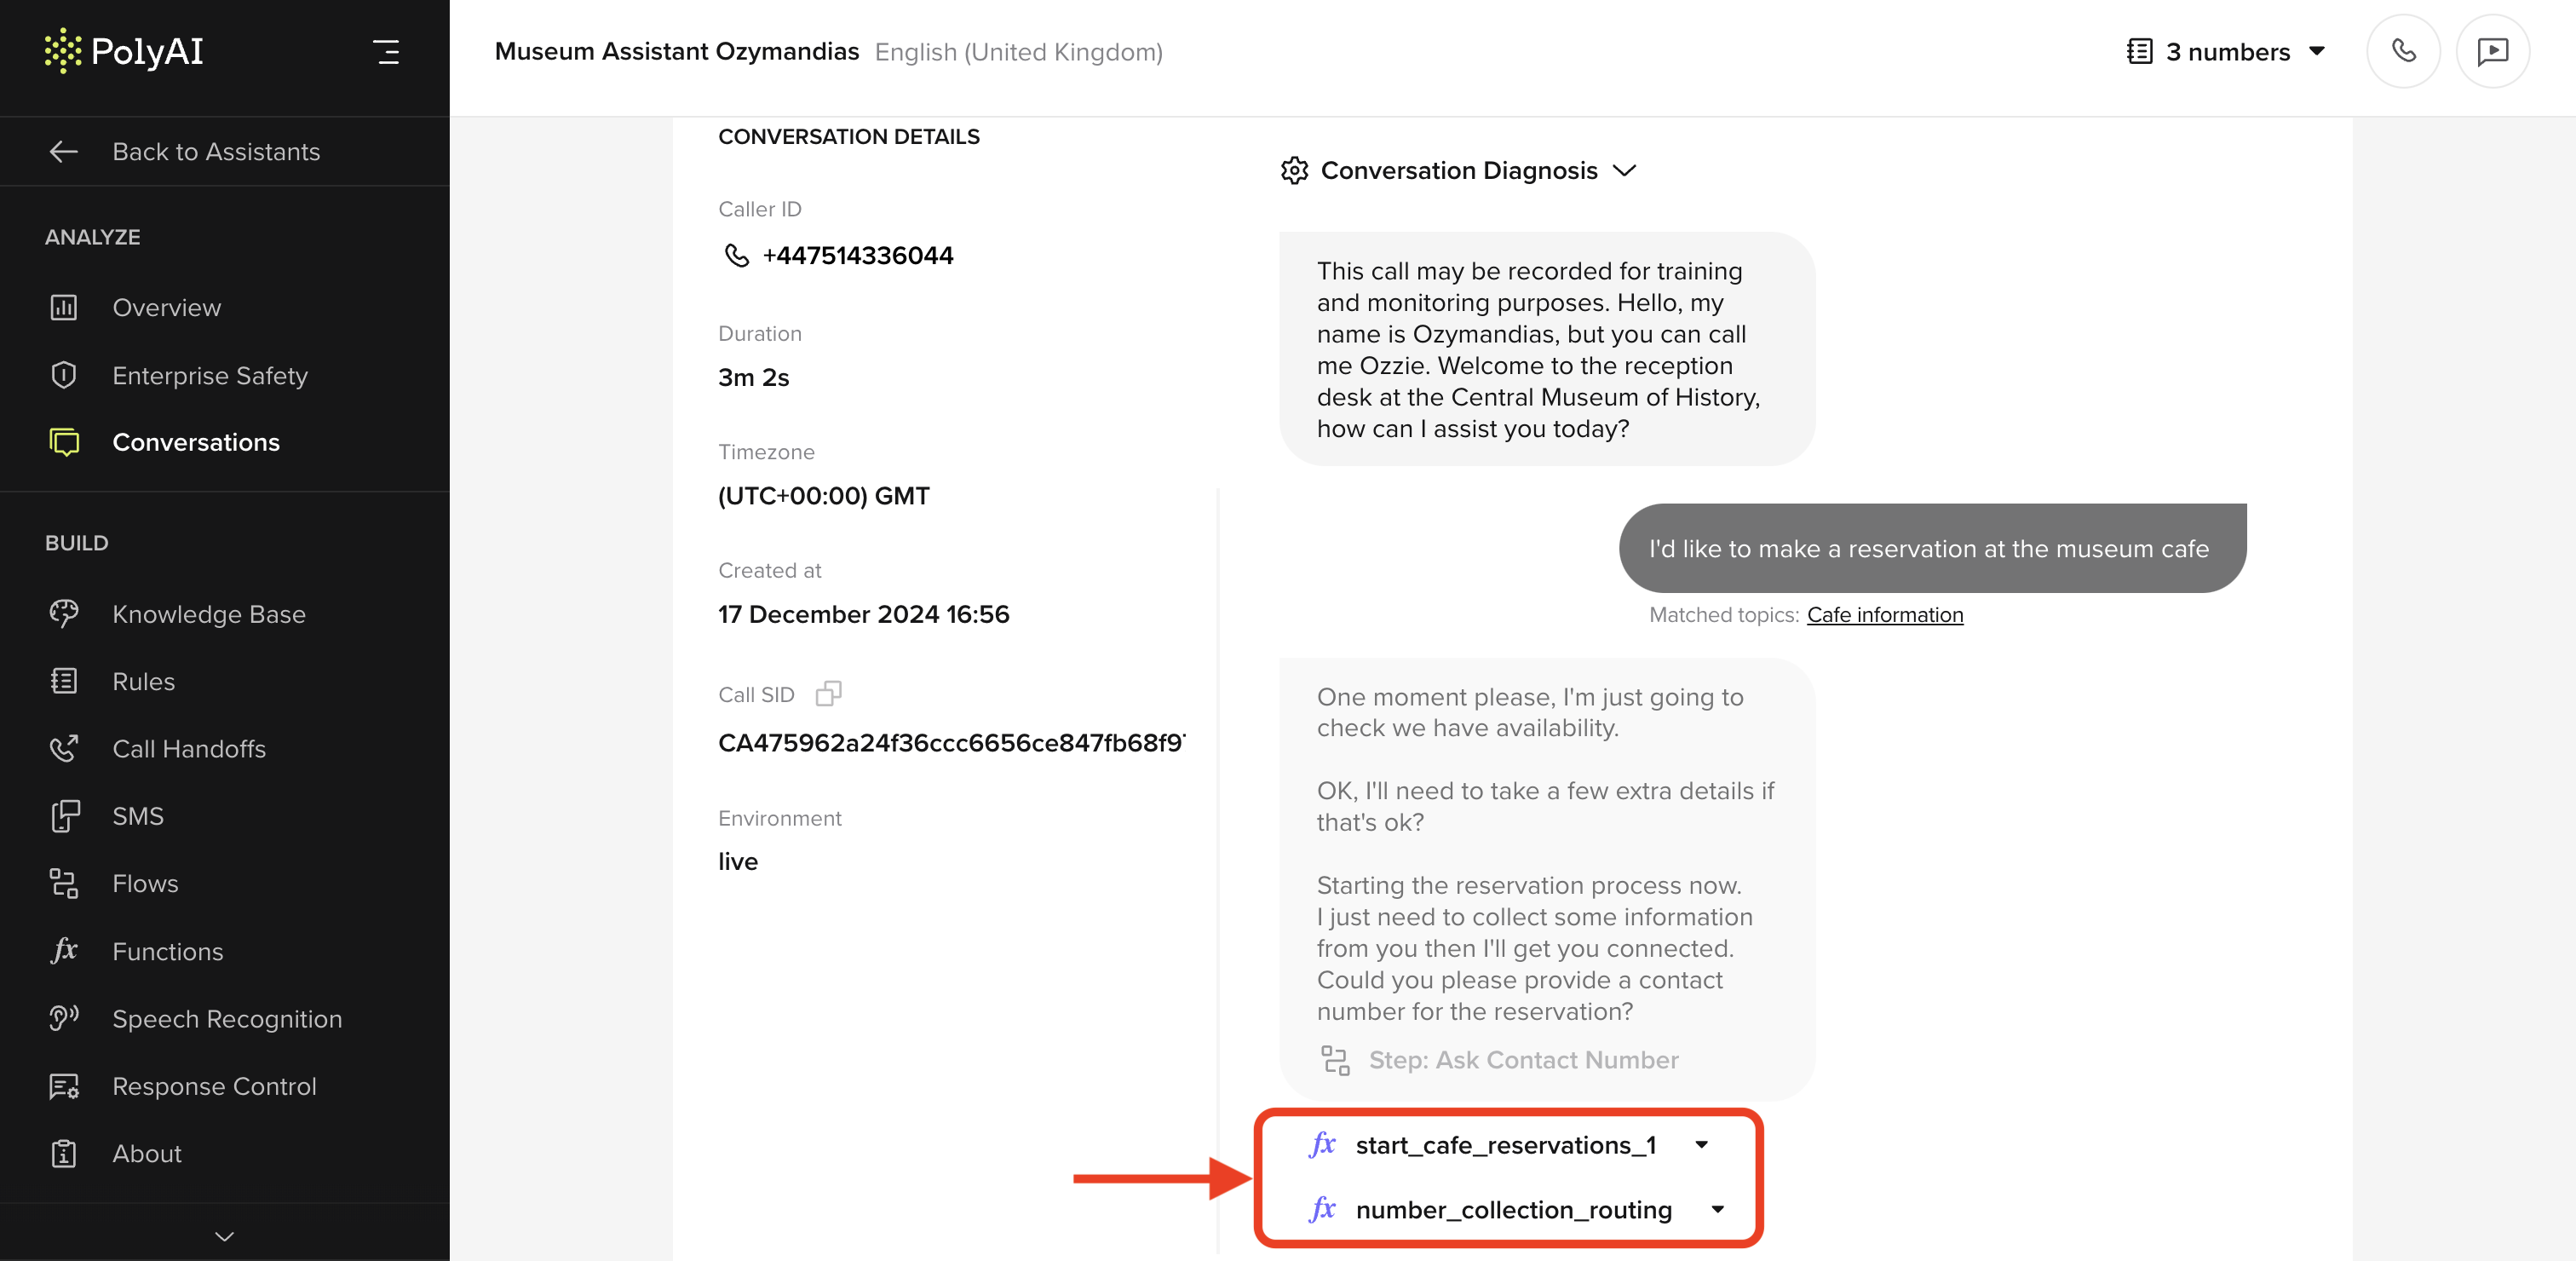 PolyAI
Museum Assistant Ozymandias English (United Kingdom)
3 numbers
Back to Assistants
ANALYZE
Overview
Enterprise Safety
Conversations
BUILD
Knowledge Base
Rules
Call Handoffs
SMS
Flows
fx Functions
Speech Recognition
Response Control
About
CONVERSATION DETAILS
Caller ID
+447514336044
Duration
3m 2s
Timezone
(UTC+00:00) GMT
Created at
17 December 2024 16:56
Call SID
CA475962a24f36ccc6656ce847fb68f9
Environment
live
Conversation Diagnosis
This call may be recorded for training
and monitoring purposes. Hello, my
name is Ozymandias, but you can call
me Ozzie. Welcome to the reception
desk at the Central Museum of History,
how can I assist you today?
I'd like to make a reservation at the museum cafe
Matched topics: Cafe information
One moment please, I'm just going to
check we have availability.
OK, I'll need to take a few extra details if
that's ok?
Starting the reservation process now.
I just need to collect some information
from you then I'll get you connected.
Could you please provide a contact
number for the reservation?
Step: Ask Contact Number
fx start_cafe_reservations_1
fx number_collection_routing